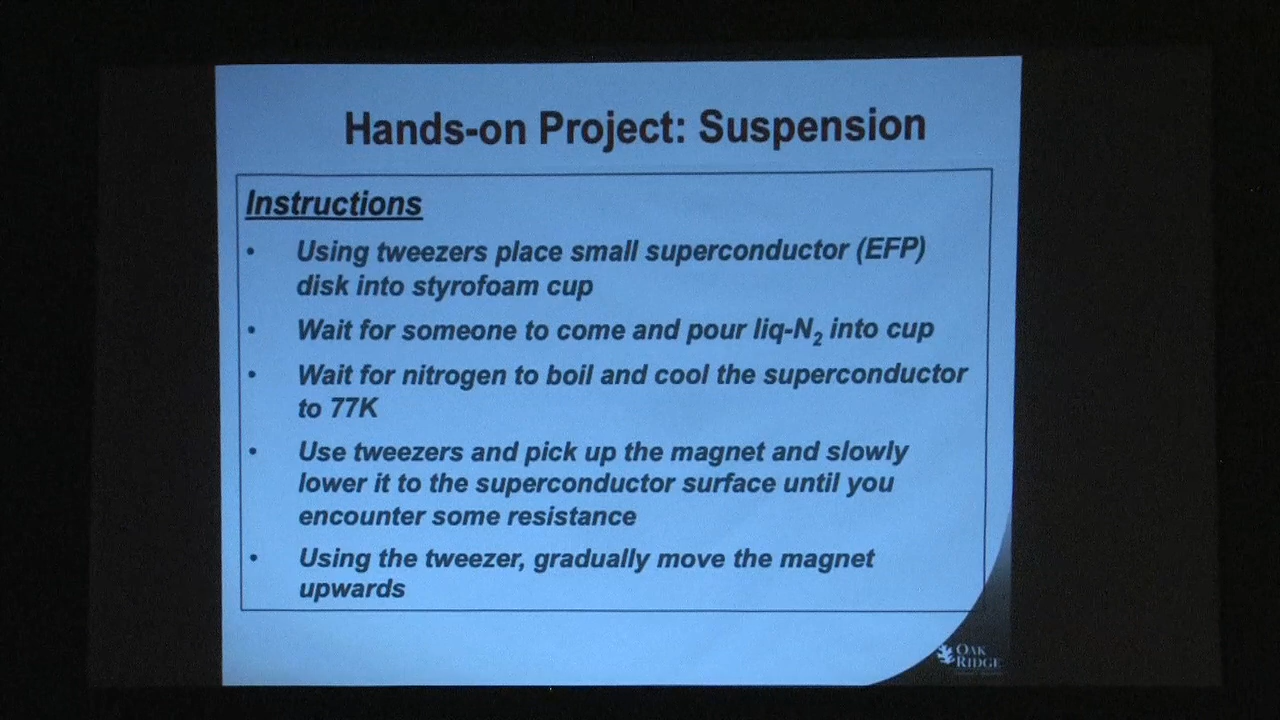 Hands-on Project: Suspension
Instructions
• Using tweezers place small superconductor (EFP)
disk into styrofoam cup
• Wait for someone to come and pour liq-N₂ into cup
• Wait for nitrogen to boil and cool the superconductor
to 77K
• Use tweezers and pick up the magnet and slowly
lower it to the superconductor surface until you
encounter some resistance
• Using the tweezer, gradually move the magnet
upwards
OAK
RIDGE